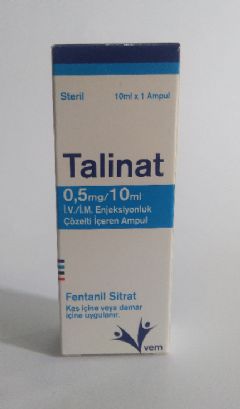 Steril 10ml x 1 Ampul
Talinat
0,5mg/10ml
İ.V./İ.M. Enjeksiyonluk
Çözelti İçeren Ampul
Fentanil Sitrat
Kas içine veya damar
içine uygulanır.
vem